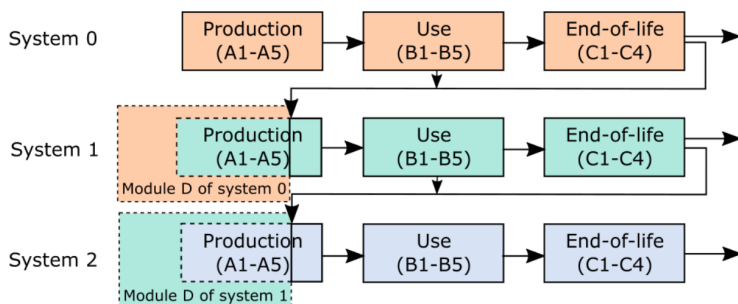 System 0
Production
(A1-A5)
Use
(B1-B5)
End-of-life
(C1-C4)
System 1
Production
(A1-A5)
Use
(B1-B5)
End-of-life
(C1-C4)
Module D of system 0
System 2
Production
(A1-A5)
Use
(B1-B5)
End-of-life
(C1-C4)
Module D of system 1